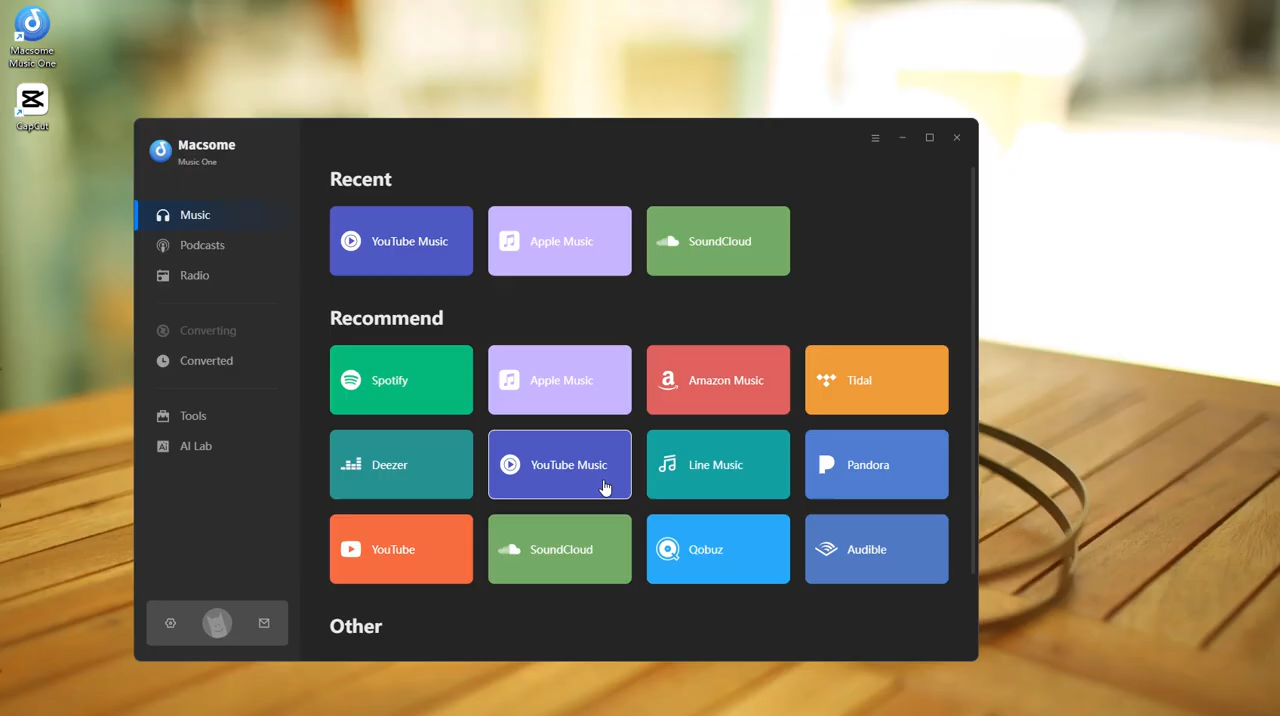 Macsome
Music One
CapCut
Macsome
Music One
Music
Podcasts
Radio
Converting
Converted
Tools
AI Lab
Recent
YouTube Music
Apple Music
SoundCloud
Recommend
Spotify
Apple Music
Amazon Music
Tidal
Deezer
YouTube Music
Line Music
Pandora
YouTube
SoundCloud
Qobuz
Audible
Other